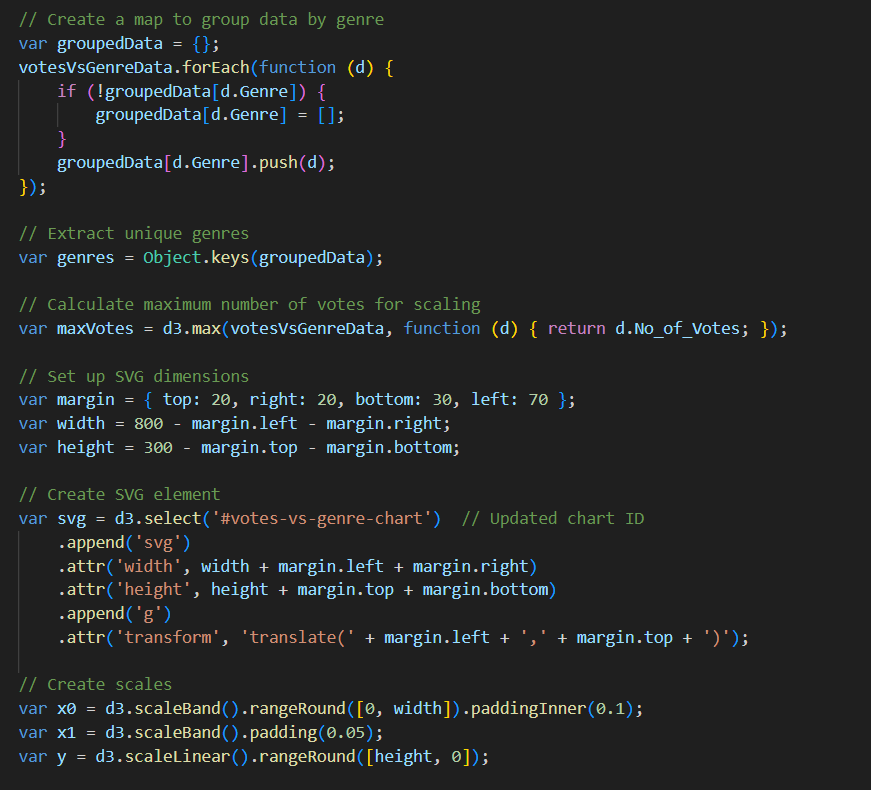 // Create a map to group data by genre
var groupedData = {};
votesVsGenreData.forEach(function (d) {
    if (!groupedData[d.Genre]) {
        groupedData[d.Genre] = [];
    }
    groupedData[d.Genre].push(d);
});

// Extract unique genres
var genres = Object.keys(groupedData);

// Calculate maximum number of votes for scaling
var maxVotes = d3.max(votesVsGenreData, function (d) { return d.No_of_Votes; });

// Set up SVG dimensions
var margin = { top: 20, right: 20, bottom: 30, left: 70 };
var width = 800 - margin.left - margin.right;
var height = 300 - margin.top - margin.bottom;

// Create SVG element
var svg = d3.select('#votes-vs-genre-chart')  // Updated chart ID
    .append('svg')
    .attr('width', width + margin.left + margin.right)
    .attr('height', height + margin.top + margin.bottom)
    .append('g')
    .attr('transform', 'translate(' + margin.left + ',' + margin.top + ')');

// Create scales
var x0 = d3.scaleBand().rangeRound([0, width]).paddingInner(0.1);
var x1 = d3.scaleBand().padding(0.05);
var y = d3.scaleLinear().rangeRound([height, 0]);